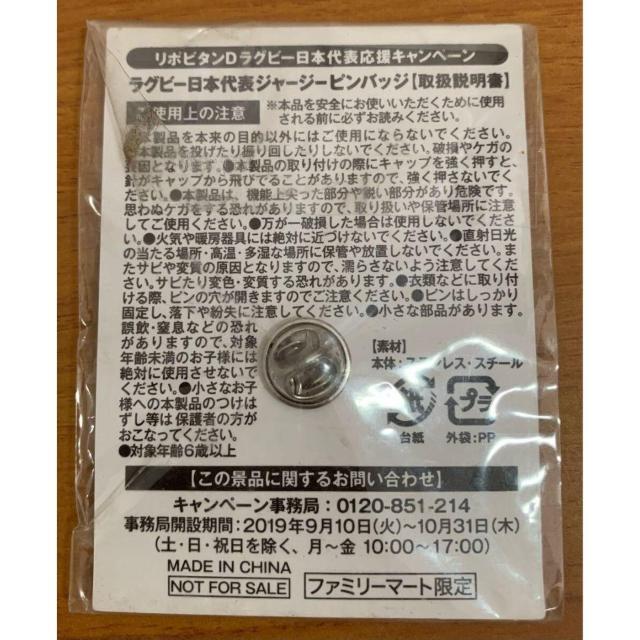 リポビタンDラグビー日本代表応援キャンペーン
ラグビー日本代表ジャージーピンバッジ【取扱説明書】
使用上の注意
※本品を安全にお使いいただくために使用
される前に必ずお読みください。
本製品を本来の目的以外にはご使用にならないでください。
本製品を投げたり振り回したりしないでください。破損やケガの
原因となります。●本製品の取り付けの際にキャップを強く押すと、
針がキャップから飛びでることがありますので、強く押さないでくだ
さい。●本製品は、機能上尖った部分や鋭い部分があり危険です。
思わぬケガをする恐れがありますので、取り扱いや保管場所に注意
してご使用ください。●万が一破損した場合は使用しないでくださ
い。●火気や暖房器具には絶対に近づけないでください。●直射日光
の当たる場所・高温・多湿な場所に保管や放置しないでください。ま
たサビや変質の原因となりますので、濡らさないよう注意してくだ
さい。サビたり変色・変質する恐れがあります。●衣類などに取り付
ける際、ピンの穴が開きますのでご注意ください。●ピンはしっかり
固定し、落下や紛失に注意してください。●小さな部品があります。
誤飲・窒息などの恐れ
がありますので、対象
年齢未満のお子様には
絶対に使用させないで
ください。●小さなお子
様への本製品のつけは
ずし等は保護者の方が
おこなってください。
●対象年齢6歳以上
【素材】
本体：ステンレス・スチール
紙
台紙
プラ
外袋：PP
【この景品に関するお問い合わせ】
キャンペーン事務局：0120-851-214
事務局開設期間：2019年9月10日(火)〜10月31日(木)
(土・日・祝日を除く、月〜金 10:00〜17:00)
MADE IN CHINA
NOT FOR SALE
ファミリーマート限定